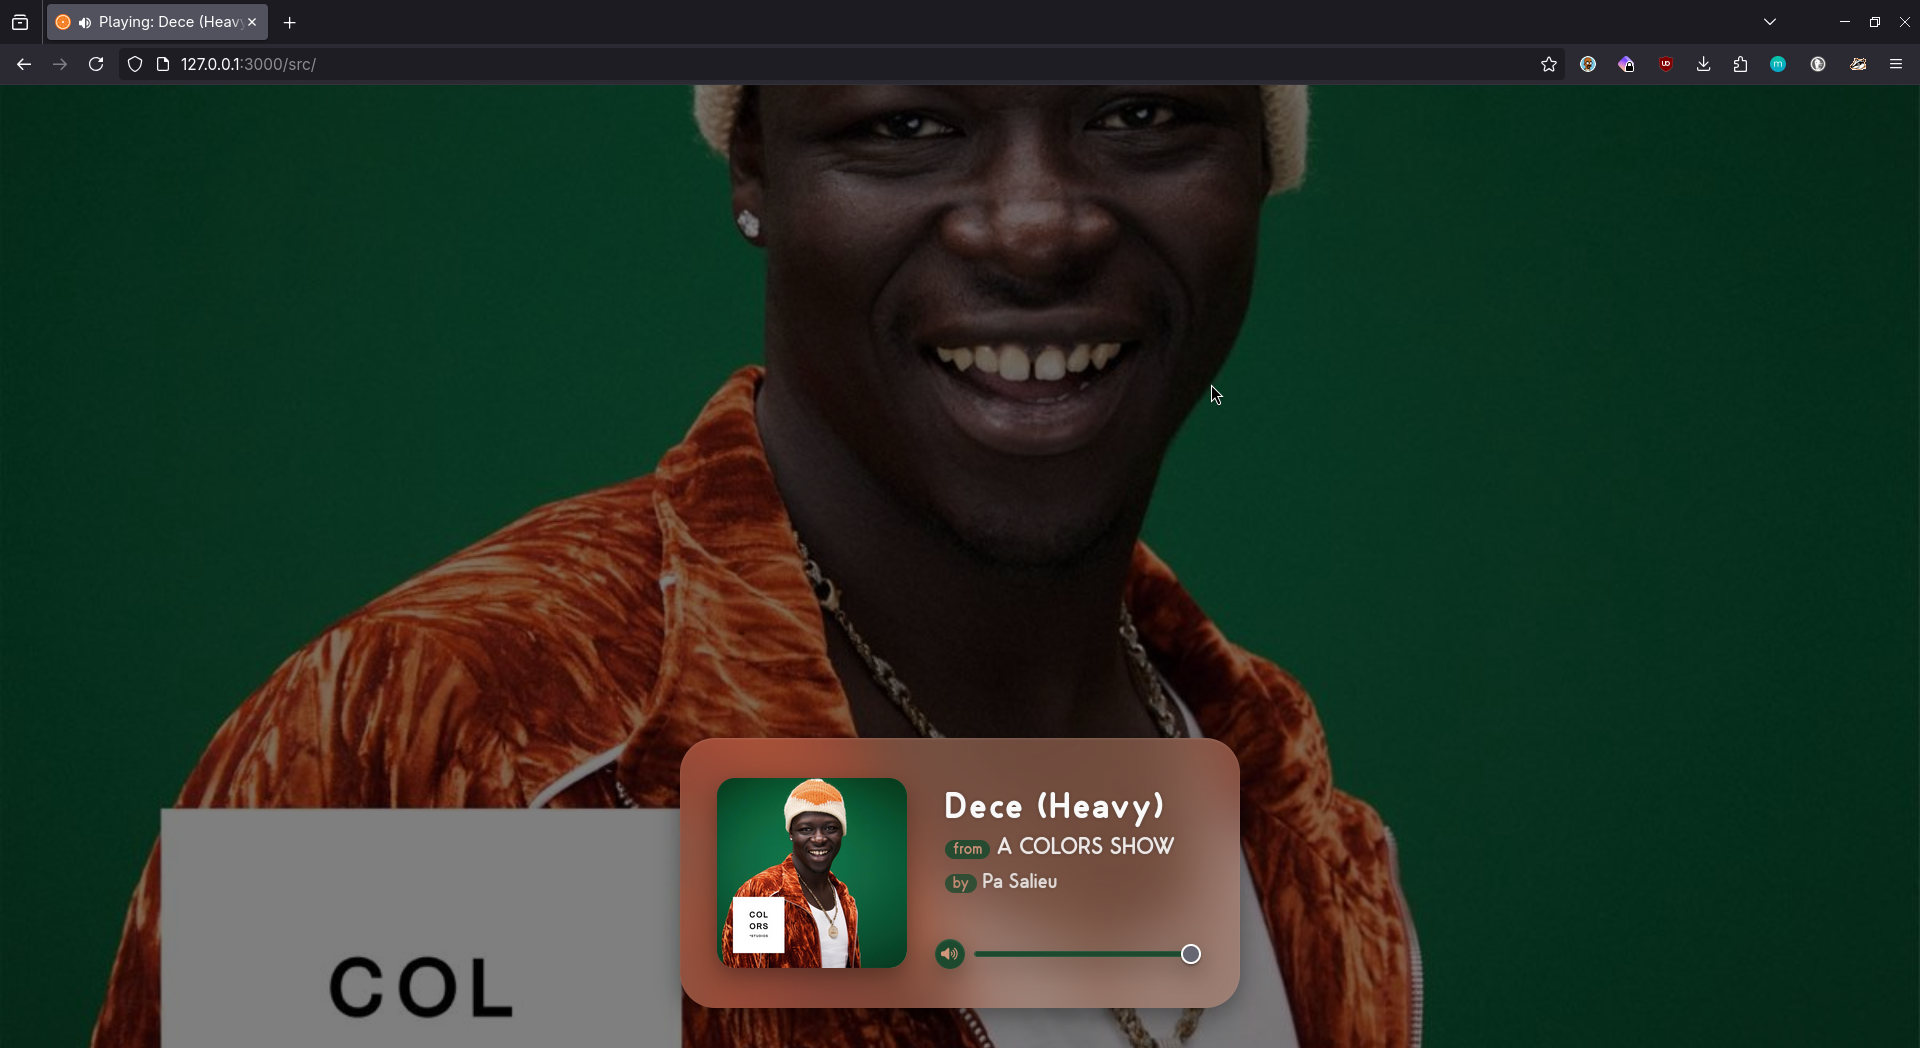 Playing: Dece (Heav
127.0.0.1:3000/src/
COL
COL
ORS
Dece (Heavy)
from A COLORS SHOW
by Pa Salieu